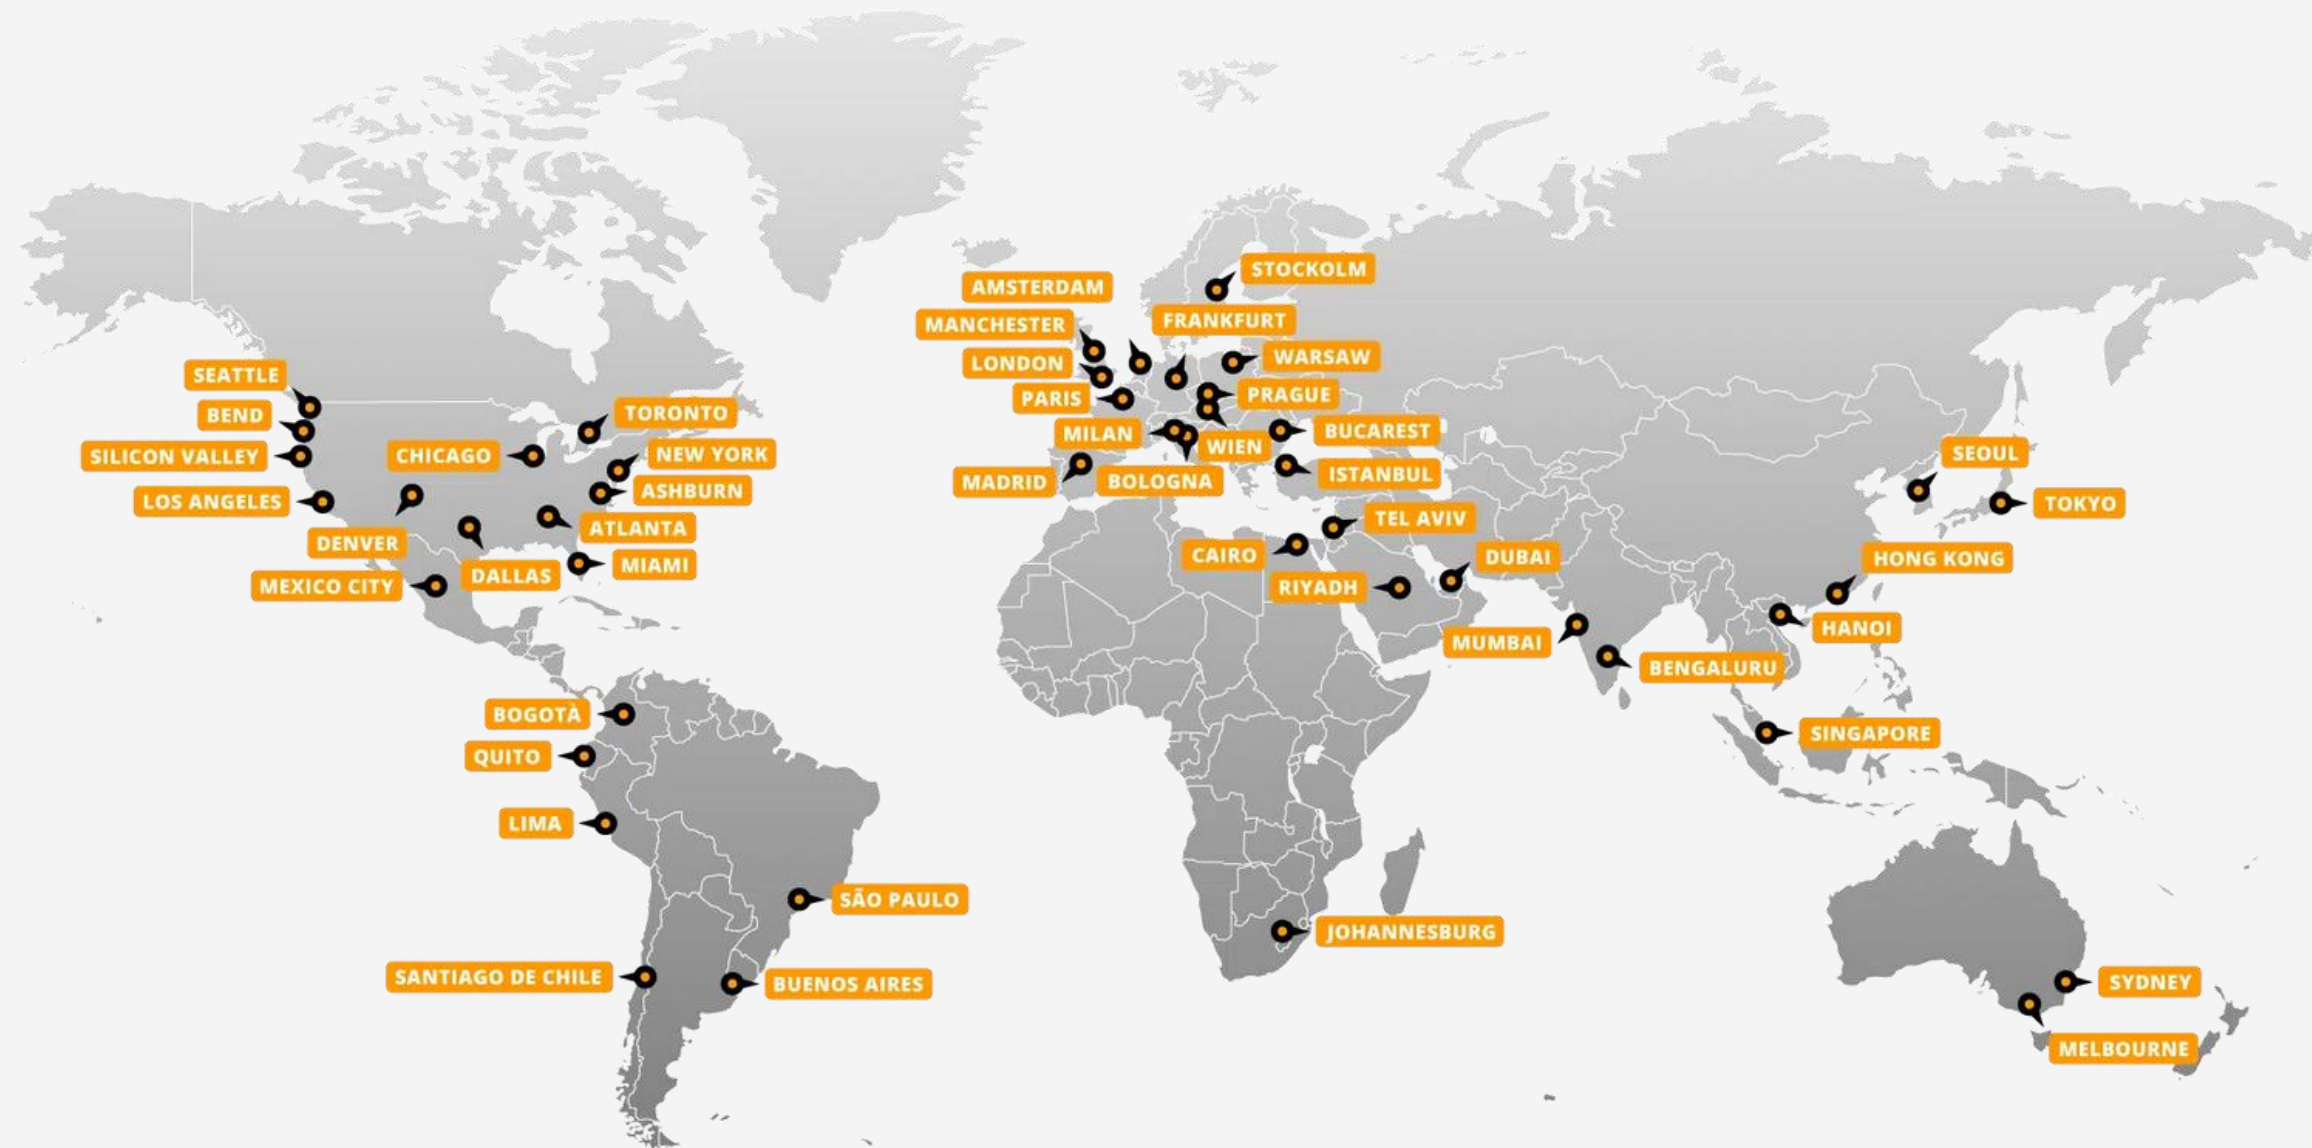 STOCKOLM
AMSTERDAM
FRANKFURT
MANCHESTER
WARSAW
LONDON
SEATTLE
PRAGUE
PARIS
TORONTO
BEND
BUCAREST
MILAN
WIEN
SEOUL
NEW YORK
CHICAGO
SILICON VALLEY
ISTANBUL
BOLOGNA
MADRID
ASHBURN
LOS ANGELES
TOKYO
TEL AVIV
ATLANTA
DENVER
CAIRO
DUBAI
HONG KONG
MIAMI
DALLAS
MEXICO CITY
RIYADH
HANOI
MUMBAI
BENGALURU
BOGOTÀ
SINGAPORE
QUITO
LIMA
SÃO PAULO
JOHANNESBURG
SANTIAGO DE CHILE
BUENOS AIRES
SYDNEY
MELBOURNE